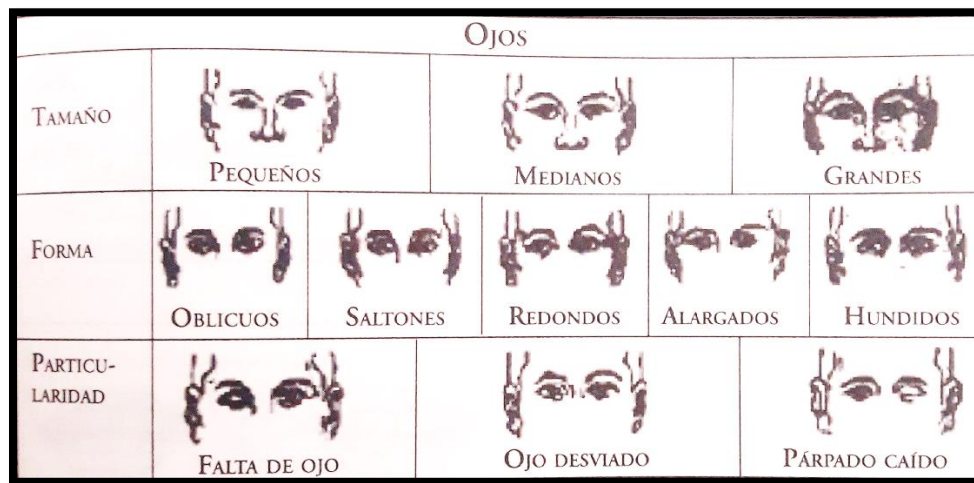 OJOS
TAMAÑO
PEQUEÑOS
MEDIANOS
GRANDES
FORMA
OBLICUOS
SALTONES
REDONDOS
ALARGADOS
HUNDIDOS
PARTICU-
LARIDAD
FALTA DE OJO
OJO DESVIADO
PÁRPADO CAÍDO